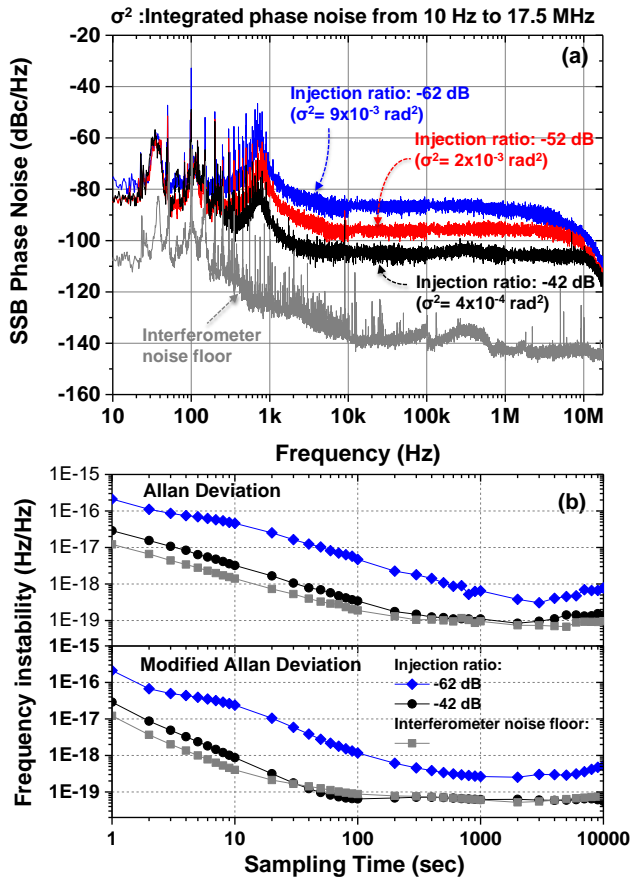 σ² :Integrated phase noise from 10 Hz to 17.5 MHz
(a)
SSB Phase Noise (dBc/Hz)
-20
-40
-60
-80
-100
-120
-140
-160
Injection ratio: -62 dB
(σ²= 9x10⁻³ rad²)
Injection ratio: -52 dB
(σ²= 2x10⁻³ rad²)
Injection ratio: -42 dB
(σ²= 4x10⁻⁴ rad²)
Interferometer
noise floor
10 100 1k 10k 100k 1M 10M
Frequency (Hz)
Frequency instability (Hz/Hz)
1E-15
1E-16
1E-17
1E-18
1E-19
Allan Deviation
(b)
1E-15
1E-16
1E-17
1E-18
1E-19
Modified Allan Deviation
Injection ratio:
-62 dB
-42 dB
Interferometer noise floor:
1 10 100 1000 10000
Sampling Time (sec)